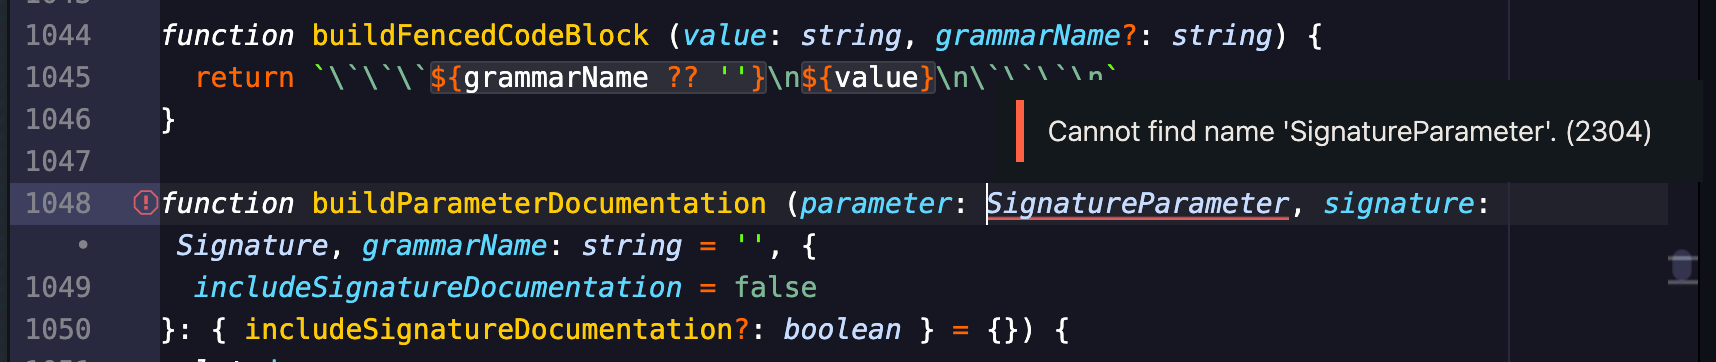 1044 function buildFencedCodeBlock (value: string, grammarName?: string) {
1045   return `\`\`\`${grammarName ?? ''}\n${value}\n\`\`\`\n`
1046 }
Cannot find name 'SignatureParameter'. (2304)
1047
1048 function buildParameterDocumentation (parameter: SignatureParameter, signature:
• Signature, grammarName: string = '', {
1049   includeSignatureDocumentation = false
1050 }: { includeSignatureDocumentation?: boolean } = {}) {